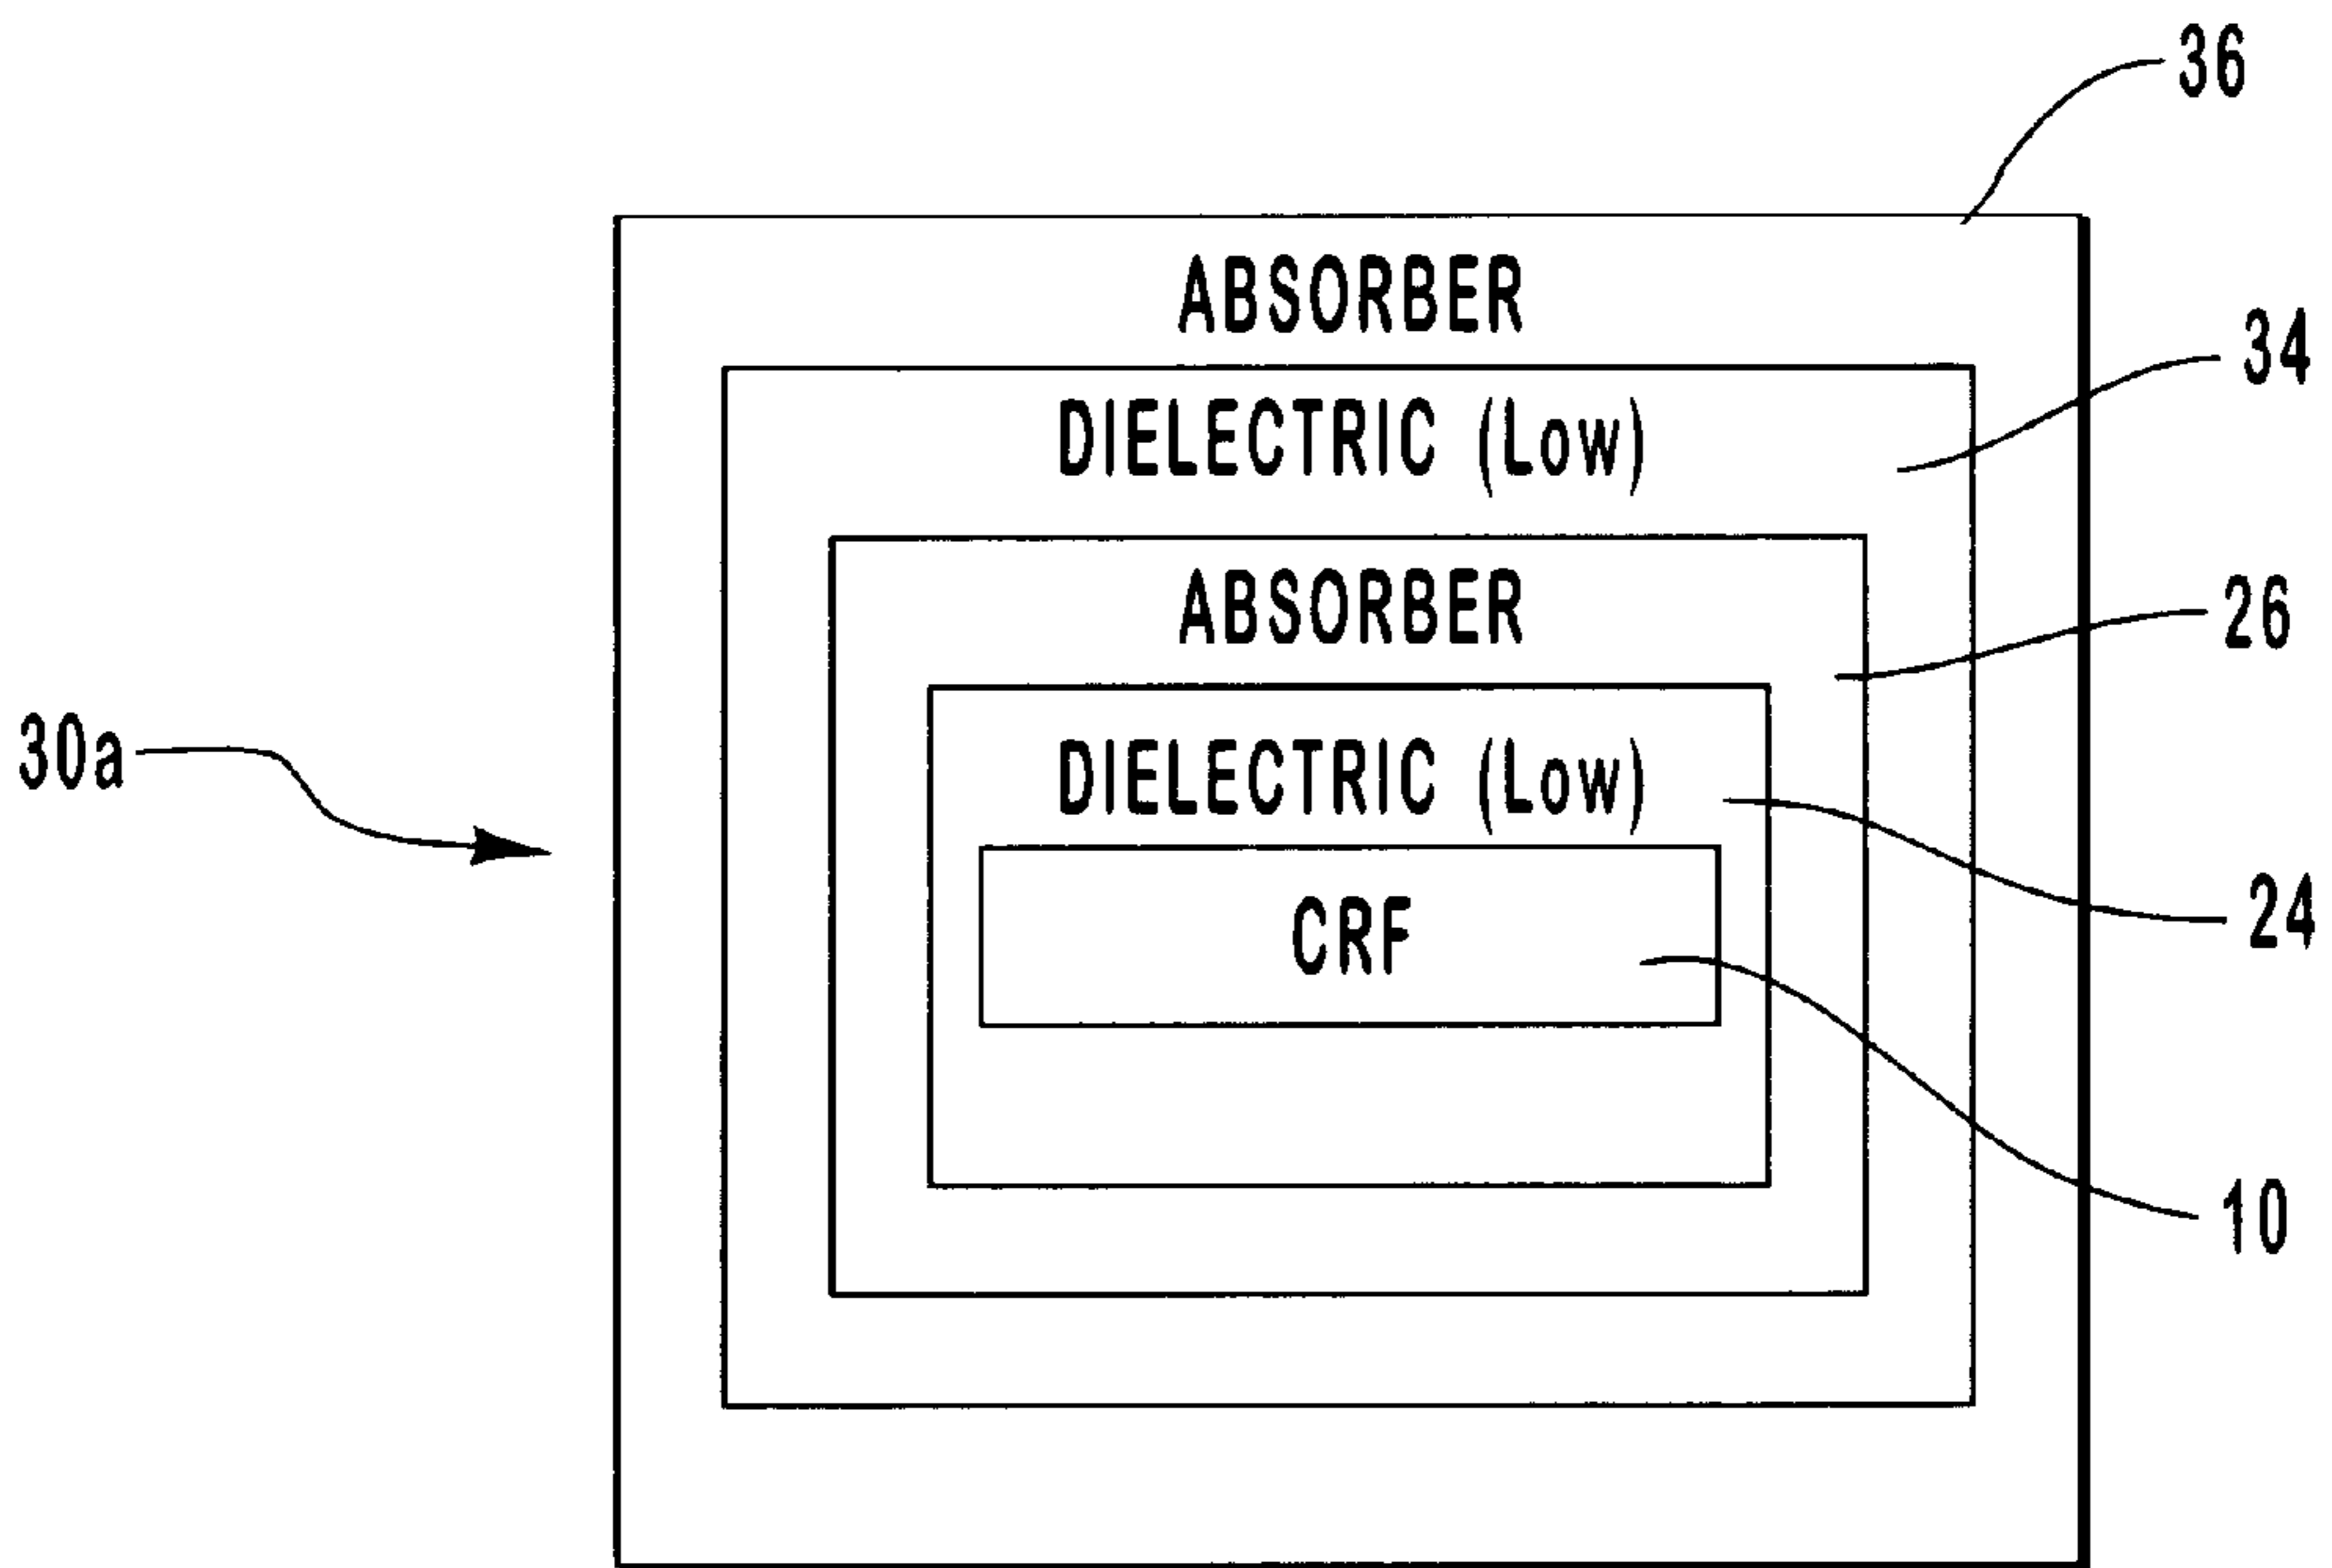 36
ABSORBER
34
DIELECTRIC (Low)
26
ABSORBER
30a
DIELECTRIC (Low)
24
CRF
10